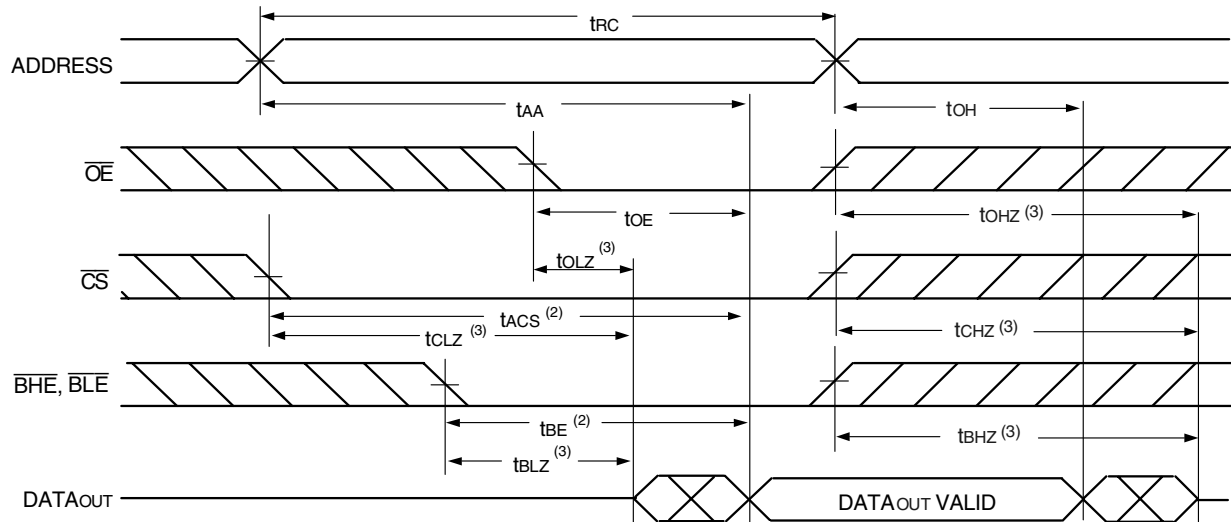 tRC
ADDRESS
tAA
tOH
OE
tOE
tOHZ (3)
tOLZ (3)
CS
tACS (2)
tCLZ (3)
tCHZ (3)
BHE, BLE
tBE (2)
tBHZ (3)
tBLZ (3)
DATAOUT
DATAOUT VALID